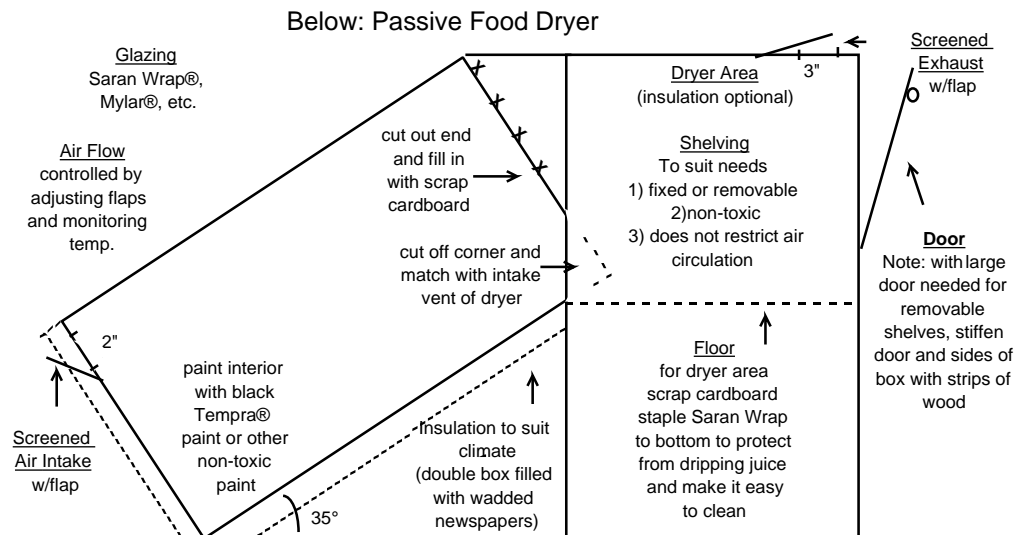 Below: Passive Food Dryer
Glazing
Saran Wrap®,
Mylar®, etc.
Air Flow
controlled by
adjusting flaps
and monitoring
temp.
cut out end
and fill in
with scrap
cardboard
cut off corner and
match with intake
vent of dryer
Dryer Area
(insulation optional)
3"
Shelving
To suit needs
1) fixed or removable
2)non-toxic
3) does not restrict air
circulation
Screened
Exhaust
w/flap
Door
Note: with large
door needed for
removable
shelves, stiffen
door and sides of
box with strips of
wood
2"
Screened
Air Intake
w/flap
paint interior
with black
Tempra®
paint or other
non-toxic
paint
35°
Insulation to suit
climate
(double box filled
with wadded
newspapers)
Floor
for dryer area
scrap cardboard
staple Saran Wrap
to bottom to protect
from dripping juice
and make it easy
to clean